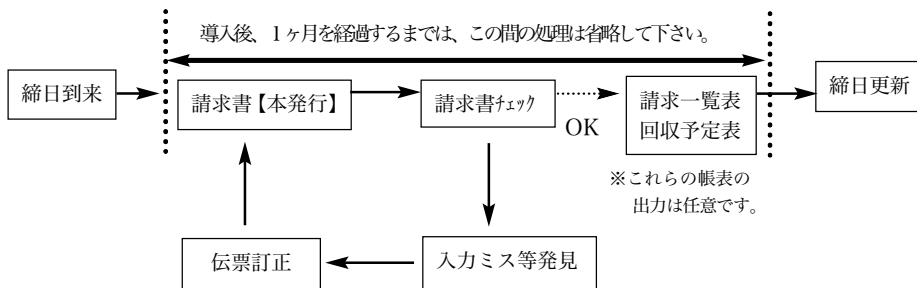 導入後、1ヶ月を経過するまでは、この間の処理は省略して下さい。
締日到来
請求書【本発行】
請求書ﾁｪｯｸ
OK
請求一覧表
回収予定表
締日更新
※これらの帳表の
出力は任意です。
伝票訂正
入力ミス等発見